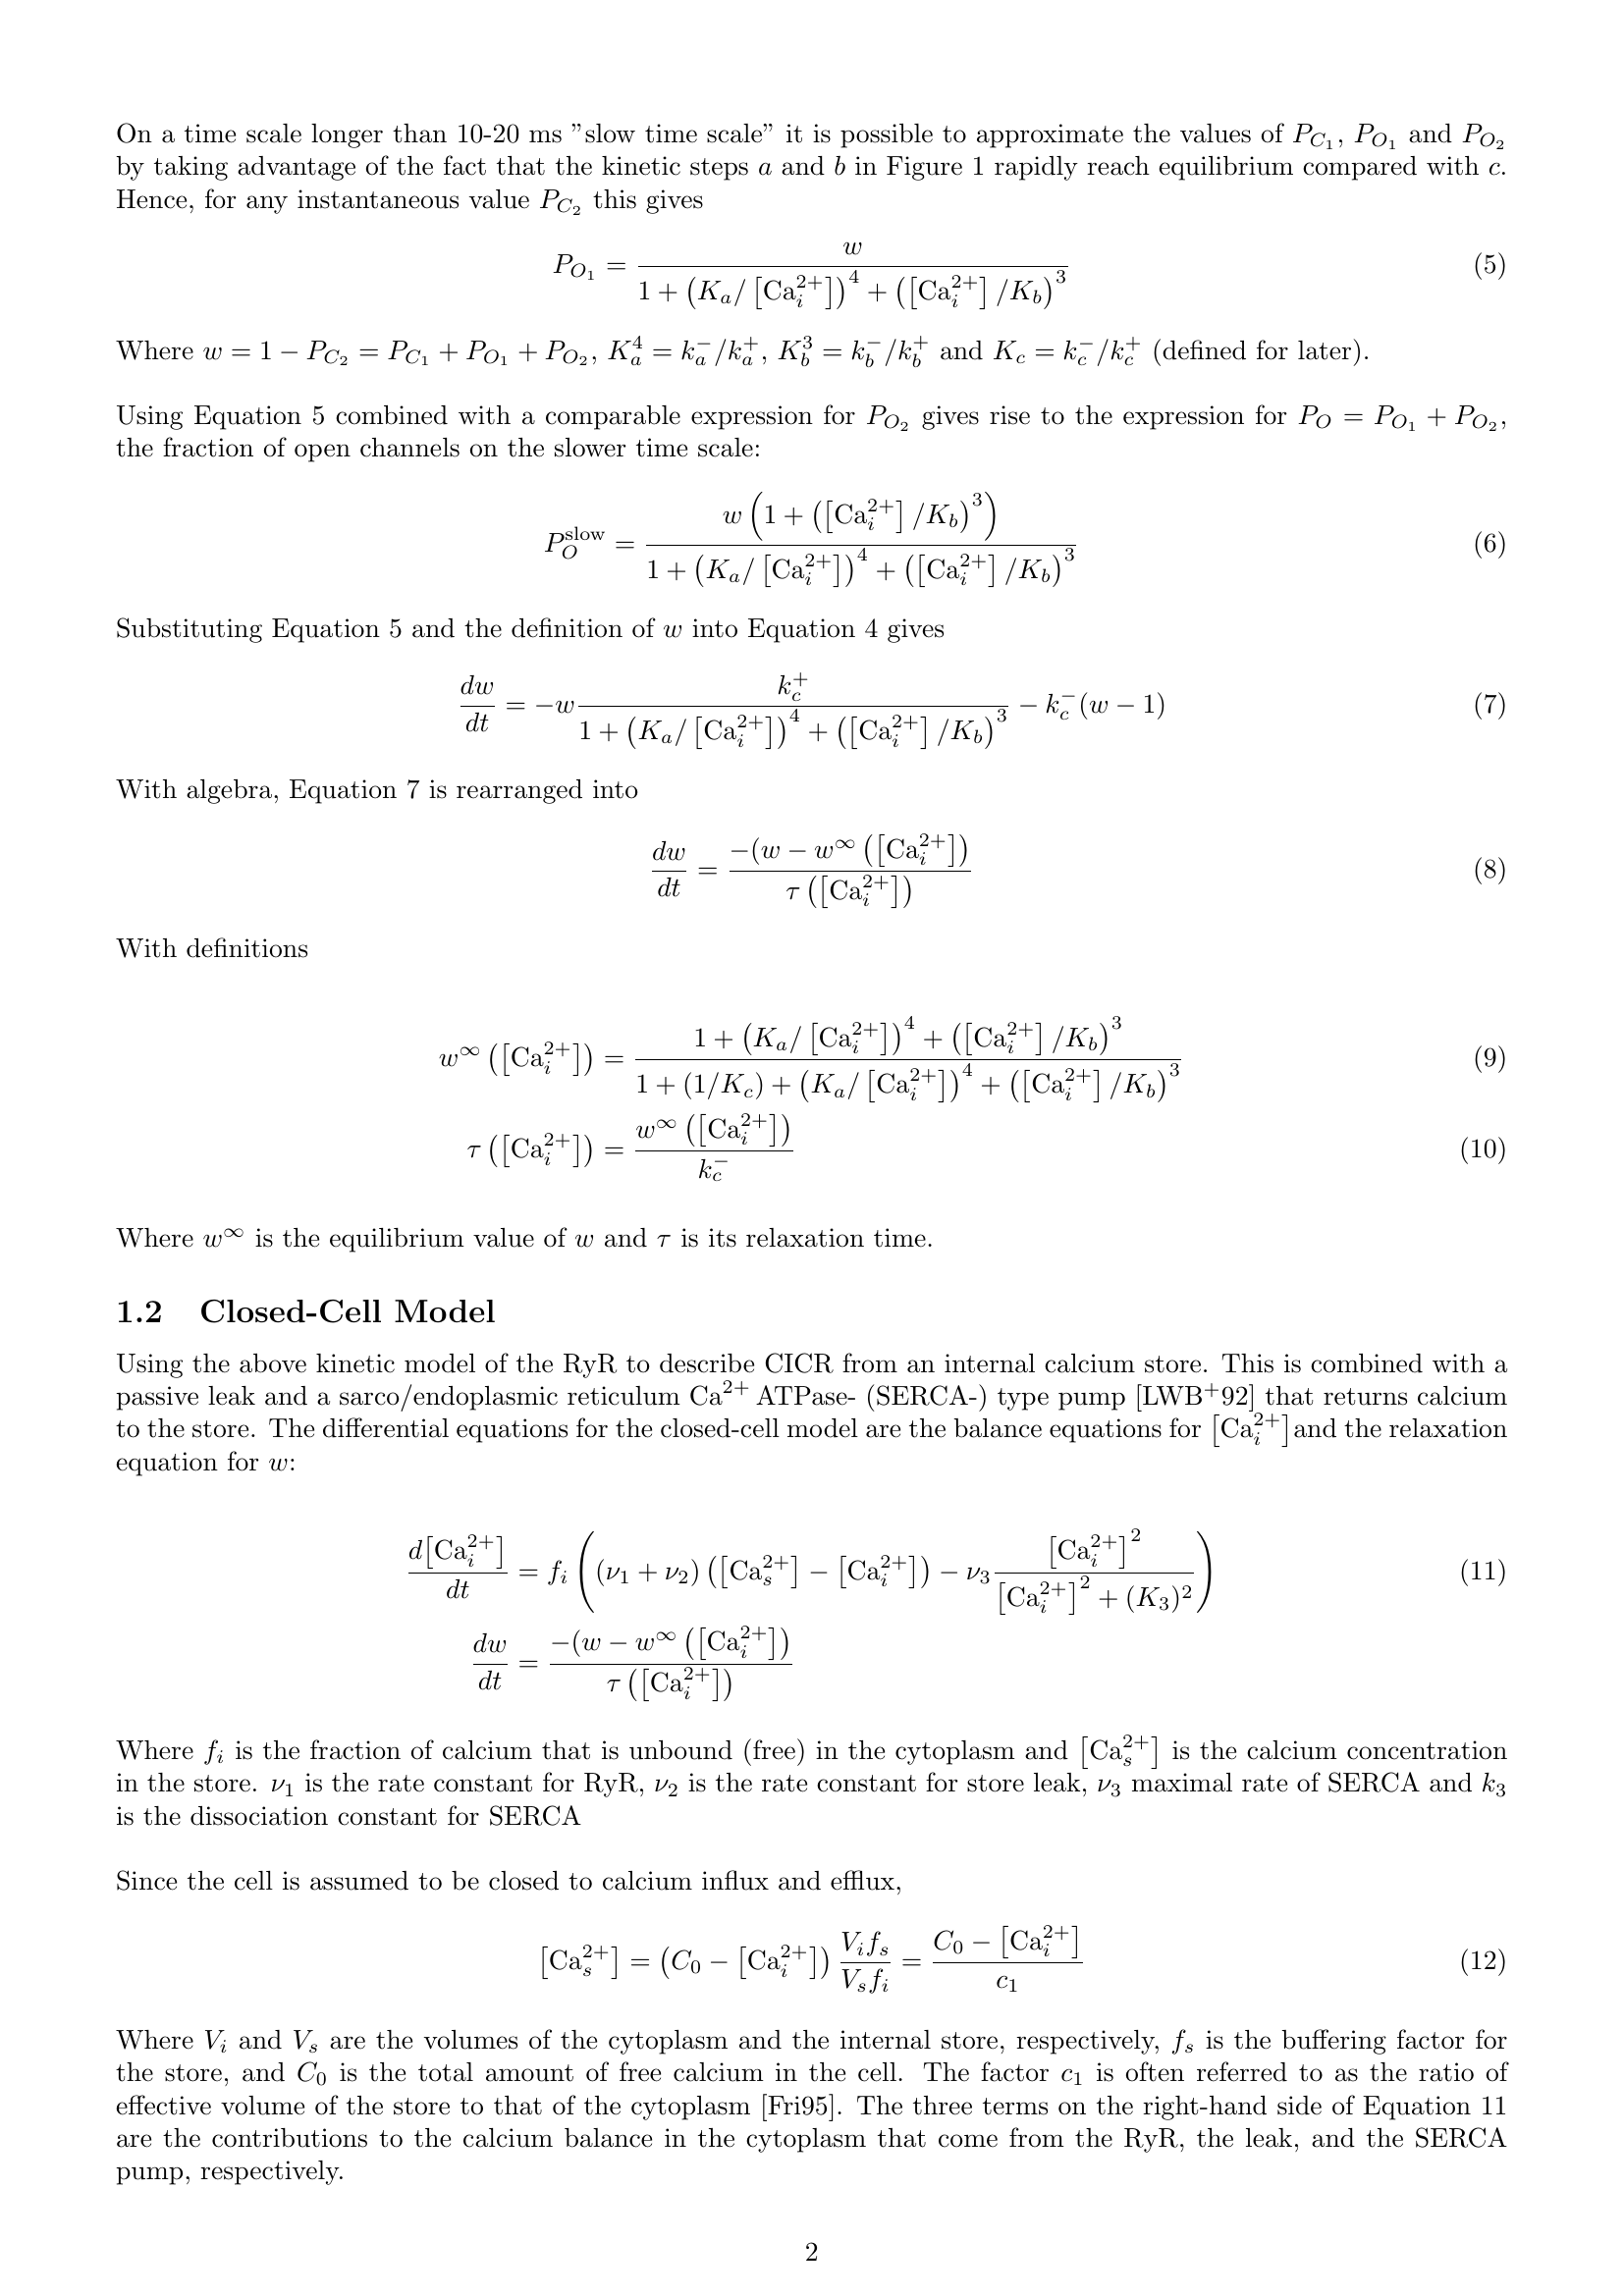 On a time scale longer than 10-20 ms ”slow time scale” it is possible to approximate the values of $P_{C_1}$, $P_{O_1}$ and $P_{O_2}$
by taking advantage of the fact that the kinetic steps $a$ and $b$ in Figure 1 rapidly reach equilibrium compared with $c$.
Hence, for any instantaneous value $P_{C_2}$ this gives
$P_{O_1} = \frac{w}{1 + \left(K_a / \left[\mathrm{Ca}_i^{2+}\right]\right)^4 + \left(\left[\mathrm{Ca}_i^{2+}\right] / K_b\right)^3}$ (5)
Where $w = 1 - P_{C_2} = P_{C_1} + P_{O_1} + P_{O_2}$, $K_a^4 = k_a^- / k_a^+$, $K_b^3 = k_b^- / k_b^+$ and $K_c = k_c^- / k_c^+$ (defined for later).
Using Equation 5 combined with a comparable expression for $P_{O_2}$ gives rise to the expression for $P_O = P_{O_1} + P_{O_2}$,
the fraction of open channels on the slower time scale:
$P_O^{\mathrm{slow}} = \frac{w \left(1 + \left(\left[\mathrm{Ca}_i^{2+}\right] / K_b\right)^3\right)}{1 + \left(K_a / \left[\mathrm{Ca}_i^{2+}\right]\right)^4 + \left(\left[\mathrm{Ca}_i^{2+}\right] / K_b\right)^3}$ (6)
Substituting Equation 5 and the definition of $w$ into Equation 4 gives
$\frac{dw}{dt} = -w \frac{k_c^+}{1 + \left(K_a / \left[\mathrm{Ca}_i^{2+}\right]\right)^4 + \left(\left[\mathrm{Ca}_i^{2+}\right] / K_b\right)^3} - k_c^- (w - 1)$ (7)
With algebra, Equation 7 is rearranged into
$\frac{dw}{dt} = \frac{-(w - w^\infty \left(\left[\mathrm{Ca}_i^{2+}\right]\right)}{\tau \left(\left[\mathrm{Ca}_i^{2+}\right]\right)}$ (8)
With definitions
$w^\infty \left(\left[\mathrm{Ca}_i^{2+}\right]\right) = \frac{1 + \left(K_a / \left[\mathrm{Ca}_i^{2+}\right]\right)^4 + \left(\left[\mathrm{Ca}_i^{2+}\right] / K_b\right)^3}{1 + (1/K_c) + \left(K_a / \left[\mathrm{Ca}_i^{2+}\right]\right)^4 + \left(\left[\mathrm{Ca}_i^{2+}\right] / K_b\right)^3}$ (9)
$\tau \left(\left[\mathrm{Ca}_i^{2+}\right]\right) = \frac{w^\infty \left(\left[\mathrm{Ca}_i^{2+}\right]\right)}{k_c^-}$ (10)
Where $w^\infty$ is the equilibrium value of $w$ and $\tau$ is its relaxation time.
1.2 Closed-Cell Model
Using the above kinetic model of the RyR to describe CICR from an internal calcium store. This is combined with a
passive leak and a sarco/endoplasmic reticulum Ca$^{2+}$ ATPase- (SERCA-) type pump [LWB$^+$92] that returns calcium
to the store. The differential equations for the closed-cell model are the balance equations for $\left[\mathrm{Ca}_i^{2+}\right]$and the relaxation
equation for $w$:
$\frac{d\left[\mathrm{Ca}_i^{2+}\right]}{dt} = f_i \left( (\nu_1 + \nu_2) \left(\left[\mathrm{Ca}_s^{2+}\right] - \left[\mathrm{Ca}_i^{2+}\right]\right) - \nu_3 \frac{\left[\mathrm{Ca}_i^{2+}\right]^2}{\left[\mathrm{Ca}_i^{2+}\right]^2 + (K_3)^2} \right)$ (11)
$\frac{dw}{dt} = \frac{-(w - w^\infty \left(\left[\mathrm{Ca}_i^{2+}\right]\right)}{\tau \left(\left[\mathrm{Ca}_i^{2+}\right]\right)}$
Where $f_i$ is the fraction of calcium that is unbound (free) in the cytoplasm and $\left[\mathrm{Ca}_s^{2+}\right]$ is the calcium concentration
in the store. $\nu_1$ is the rate constant for RyR, $\nu_2$ is the rate constant for store leak, $\nu_3$ maximal rate of SERCA and $k_3$
is the dissociation constant for SERCA
Since the cell is assumed to be closed to calcium influx and efflux,
$\left[\mathrm{Ca}_s^{2+}\right] = \left(C_0 - \left[\mathrm{Ca}_i^{2+}\right]\right) \frac{V_i f_s}{V_s f_i} = \frac{C_0 - \left[\mathrm{Ca}_i^{2+}\right]}{c_1}$ (12)
Where $V_i$ and $V_s$ are the volumes of the cytoplasm and the internal store, respectively, $f_s$ is the buffering factor for
the store, and $C_0$ is the total amount of free calcium in the cell. The factor $c_1$ is often referred to as the ratio of
effective volume of the store to that of the cytoplasm [Fri95]. The three terms on the right-hand side of Equation 11
are the contributions to the calcium balance in the cytoplasm that come from the RyR, the leak, and the SERCA
pump, respectively.
2